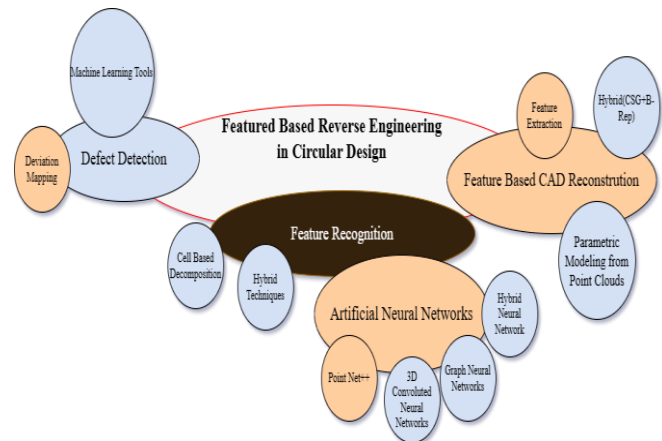 Machine Learning Tools
Defect Detection
Deviation
Mapping
Featured Based Reverse Engineering
in Circular Design
Feature
Extraction
Hybrid(CSG+B-
Rep)
Feature Based CAD Reconstrution
Parametric
Modeling from
Point Clouds
Feature Recognition
Cell Based
Decomposition
Hybrid
Techniques
Artificial Neural Networks
Hybrid
Neural
Network
Point Net++
3D
Convoluted
Neural
Networks
Graph Neural
Networks